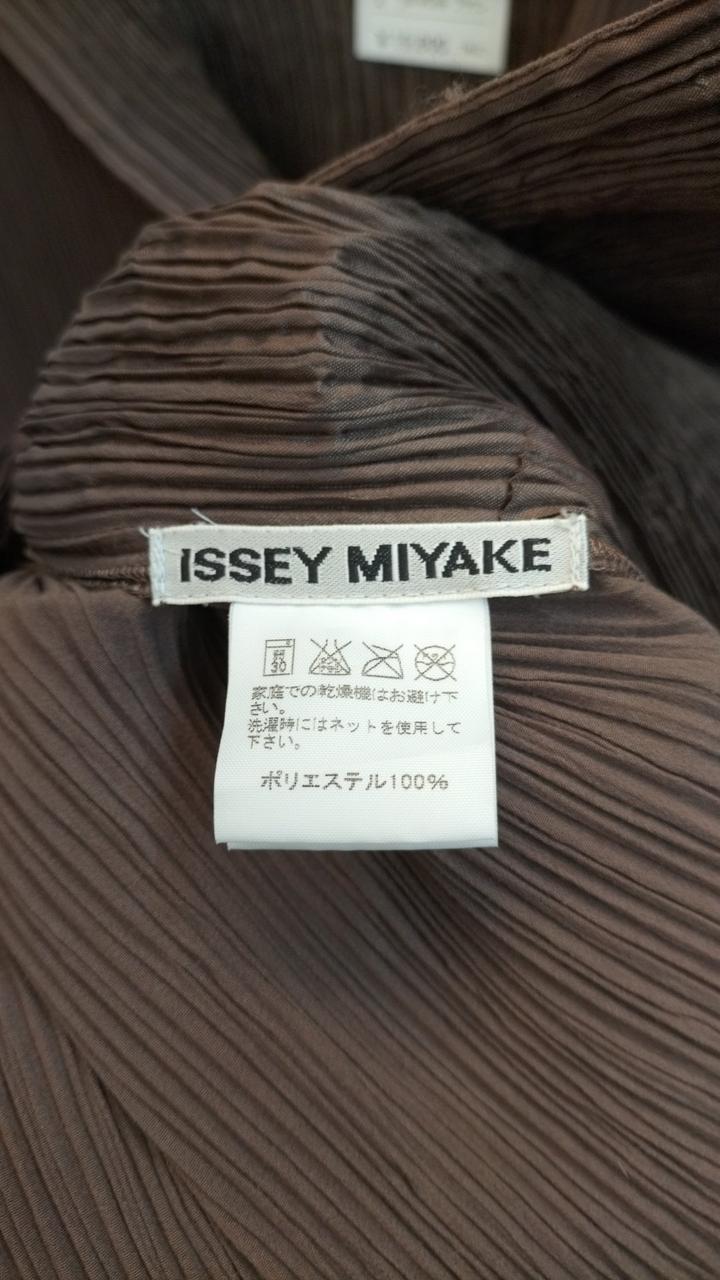 ISSEY MIYAKE
弱
30
家庭での乾燥機はお避け下
さい。
洗濯時にはネットを使用して
下さい。
ポリエステル100%